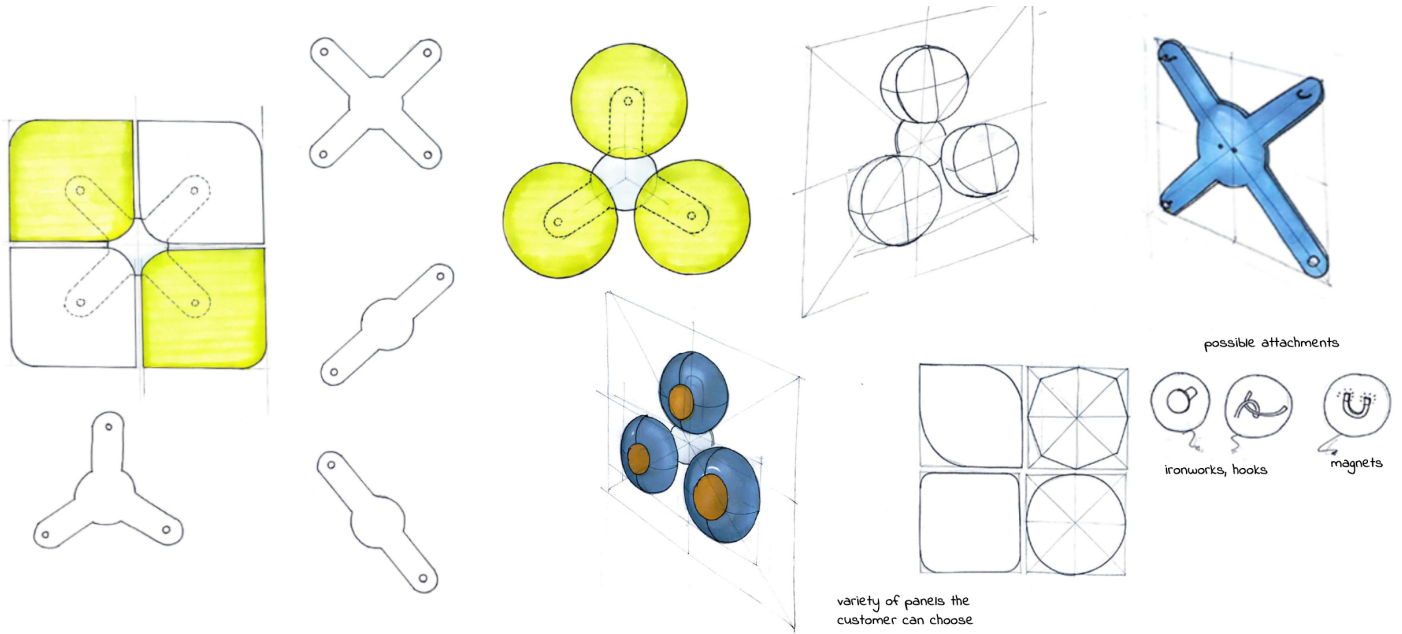 possible attachments
ironworks, hooks
magnets
variety of panels the
customer can choose